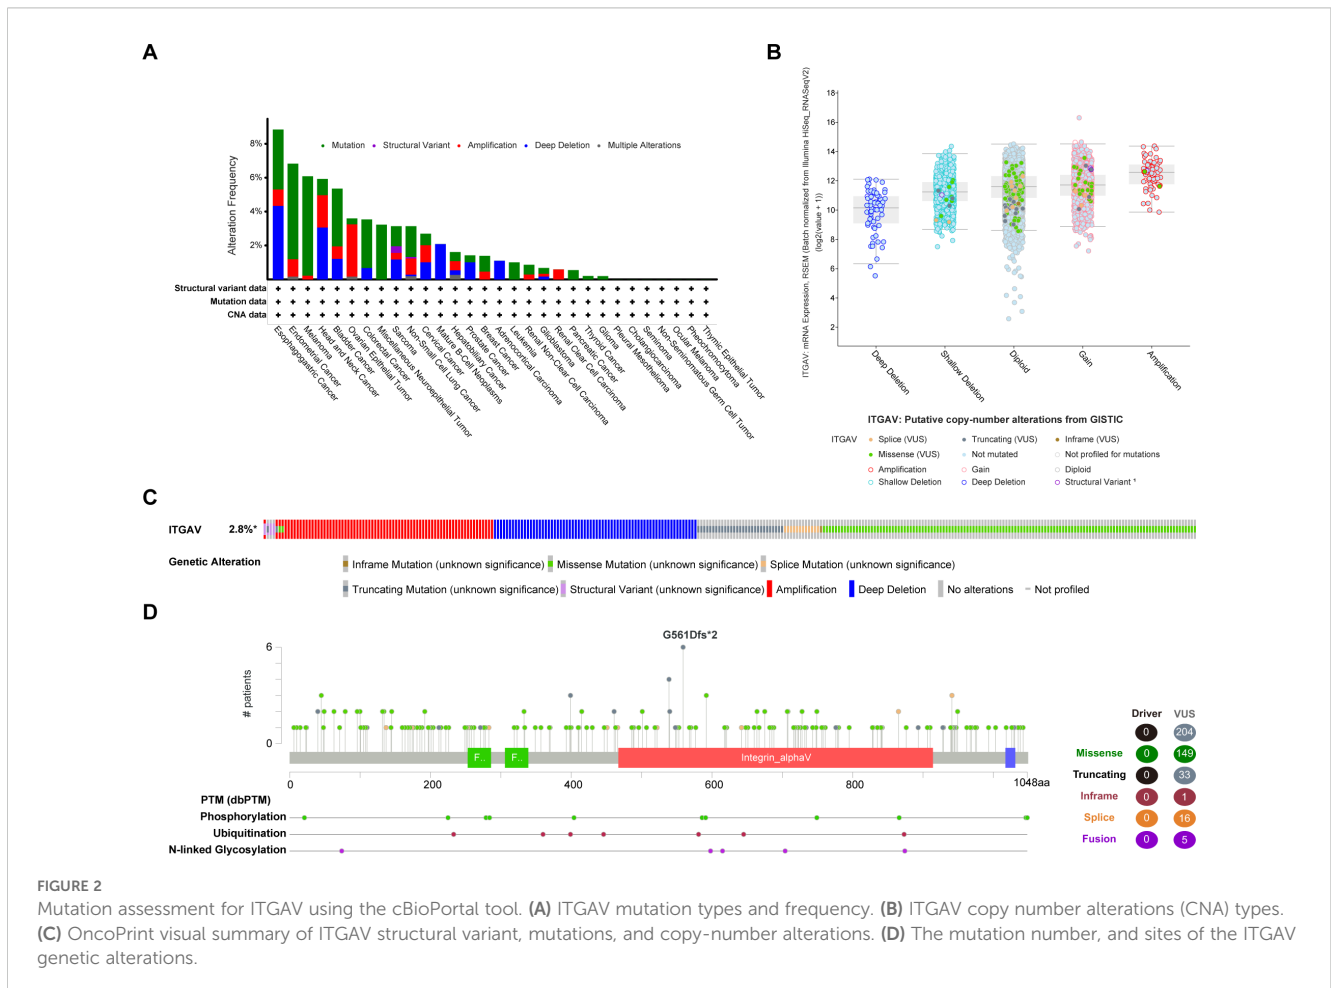 A
Mutation
Structural Variant
Amplification
Deep Deletion
Multiple Alterations
Alteration Frequency
8%
6%
4%
2%
Structural variant data
Mutation data
CNA data
Esophagogastric Cancer
Endometrial Cancer
Melanoma
Head and Neck Cancer
Bladder Cancer
Ovarian Epithelial Tumor
Colorectal Cancer
Miscellaneous Neuroepithelial Tumor
Sarcoma
Non-Small Cell Lung Cancer
Cervical Cancer
Mature B-Cell Neoplasms
Hepatobiliary Cancer
Prostate Cancer
Breast Cancer
Adrenocortical Carcinoma
Leukemia
Renal Non-Clear Cell Carcinoma
Glioblastoma
Renal Clear Cell Carcinoma
Pancreatic Cancer
Thyroid Cancer
Glioma
Pleural Mesothelioma
Cholangiocarcinoma
Seminoma
Non-Seminomatous Germ Cell Tumor
Ocular Melanoma
Pheochromocytoma
Thymic Epithelial Tumor
B
ITGAV: mRNA Expression, RSEM (Batch normalized from Illumina HiSeq_RNASeqV2)
(log2(value + 1))
18
16
14
12
10
8
6
4
2
Deep Deletion
Shallow Deletion
Diploid
Gain
Amplification
ITGAV: Putative copy-number alterations from GISTIC
ITGAV
Splice (VUS)
Truncating (VUS)
Inframe (VUS)
Missense (VUS)
Not mutated
Not profiled for mutations
Amplification
Gain
Diploid
Shallow Deletion
Deep Deletion
Structural Variant ¹
C
ITGAV 2.8%*
Genetic Alteration
Inframe Mutation (unknown significance)
Missense Mutation (unknown significance)
Splice Mutation (unknown significance)
Truncating Mutation (unknown significance)
Structural Variant (unknown significance)
Amplification
Deep Deletion
No alterations
Not profiled
D
G561Dfs*2
# patients
6
0
F..
F..
Integrin_alphaV
0
200
400
600
800
1048aa
PTM (dbPTM)
Phosphorylation
Ubiquitination
N-linked Glycosylation
Driver VUS
0 204
Missense 0 149
Truncating 0 33
Inframe 0 1
Splice 0 16
Fusion 0 5
FIGURE 2
Mutation assessment for ITGAV using the cBioPortal tool. (A) ITGAV mutation types and frequency. (B) ITGAV copy number alterations (CNA) types.
(C) OncoPrint visual summary of ITGAV structural variant, mutations, and copy-number alterations. (D) The mutation number, and sites of the ITGAV
genetic alterations.